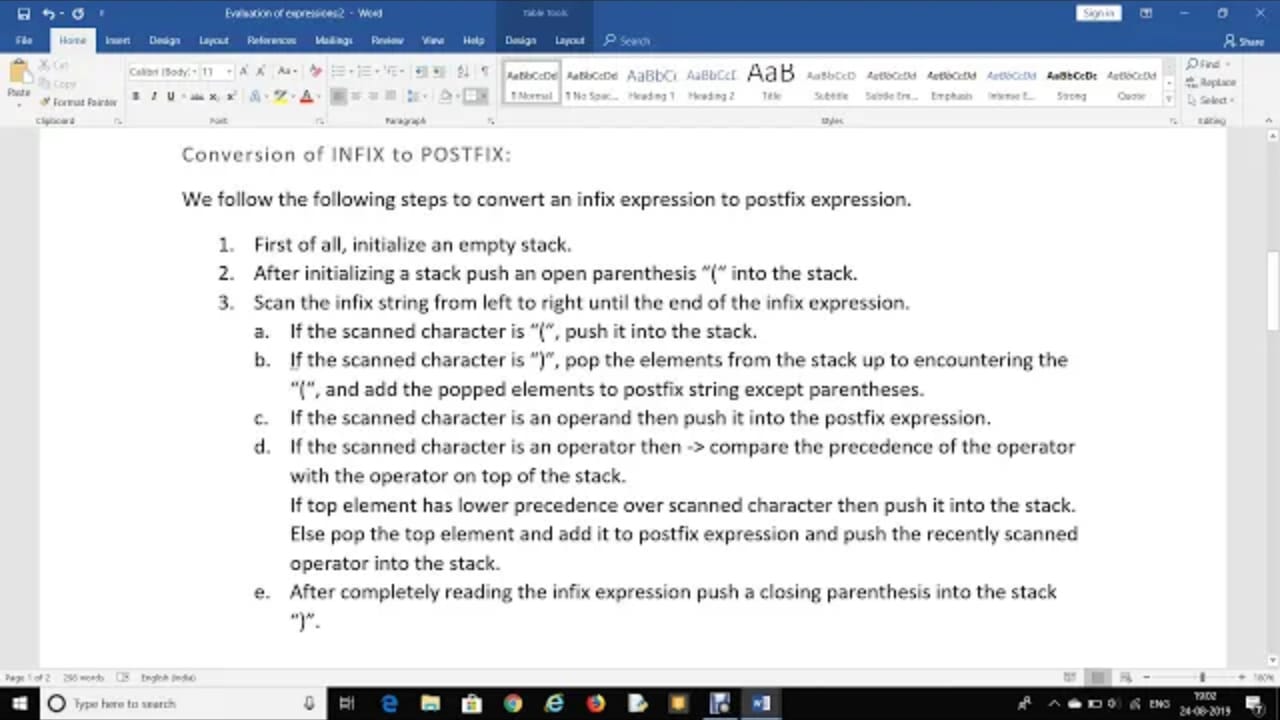 Evaluation of expressions2 - Word
Table Tools
Sign in
File Home Insert Design Layout References Mailings Review View Help Design Layout Search Share
Paste Cut Copy Format Painter
Calibri (Body) 11
AaBbCcDd AaBbCcDd AaBbCc AaBbCcD AaB AaBbCcD AaBbCcDd AaBbCcDd AaBbCcDd AaBbCcDc AaBbCcDd
¶ Normal ¶ No Spac... Heading 1 Heading 2 Title Subtitle Subtle Em... Emphasis Intense E... Strong Quote
Find Replace Select
Clipboard Font Paragraph Styles Editing
Conversion of INFIX to POSTFIX:
We follow the following steps to convert an infix expression to postfix expression.
1. First of all, initialize an empty stack.
2. After initializing a stack push an open parenthesis “(“ into the stack.
3. Scan the infix string from left to right until the end of the infix expression.
a. If the scanned character is “(“, push it into the stack.
b. If the scanned character is “)”, pop the elements from the stack up to encountering the
“(“, and add the popped elements to postfix string except parentheses.
c. If the scanned character is an operand then push it into the postfix expression.
d. If the scanned character is an operator then -> compare the precedence of the operator
with the operator on top of the stack.
If top element has lower precedence over scanned character then push it into the stack.
Else pop the top element and add it to postfix expression and push the recently scanned
operator into the stack.
e. After completely reading the infix expression push a closing parenthesis into the stack
“)”.
Page 1 of 2 English (India)
Type here to search
ENG
19:02
24-08-2019